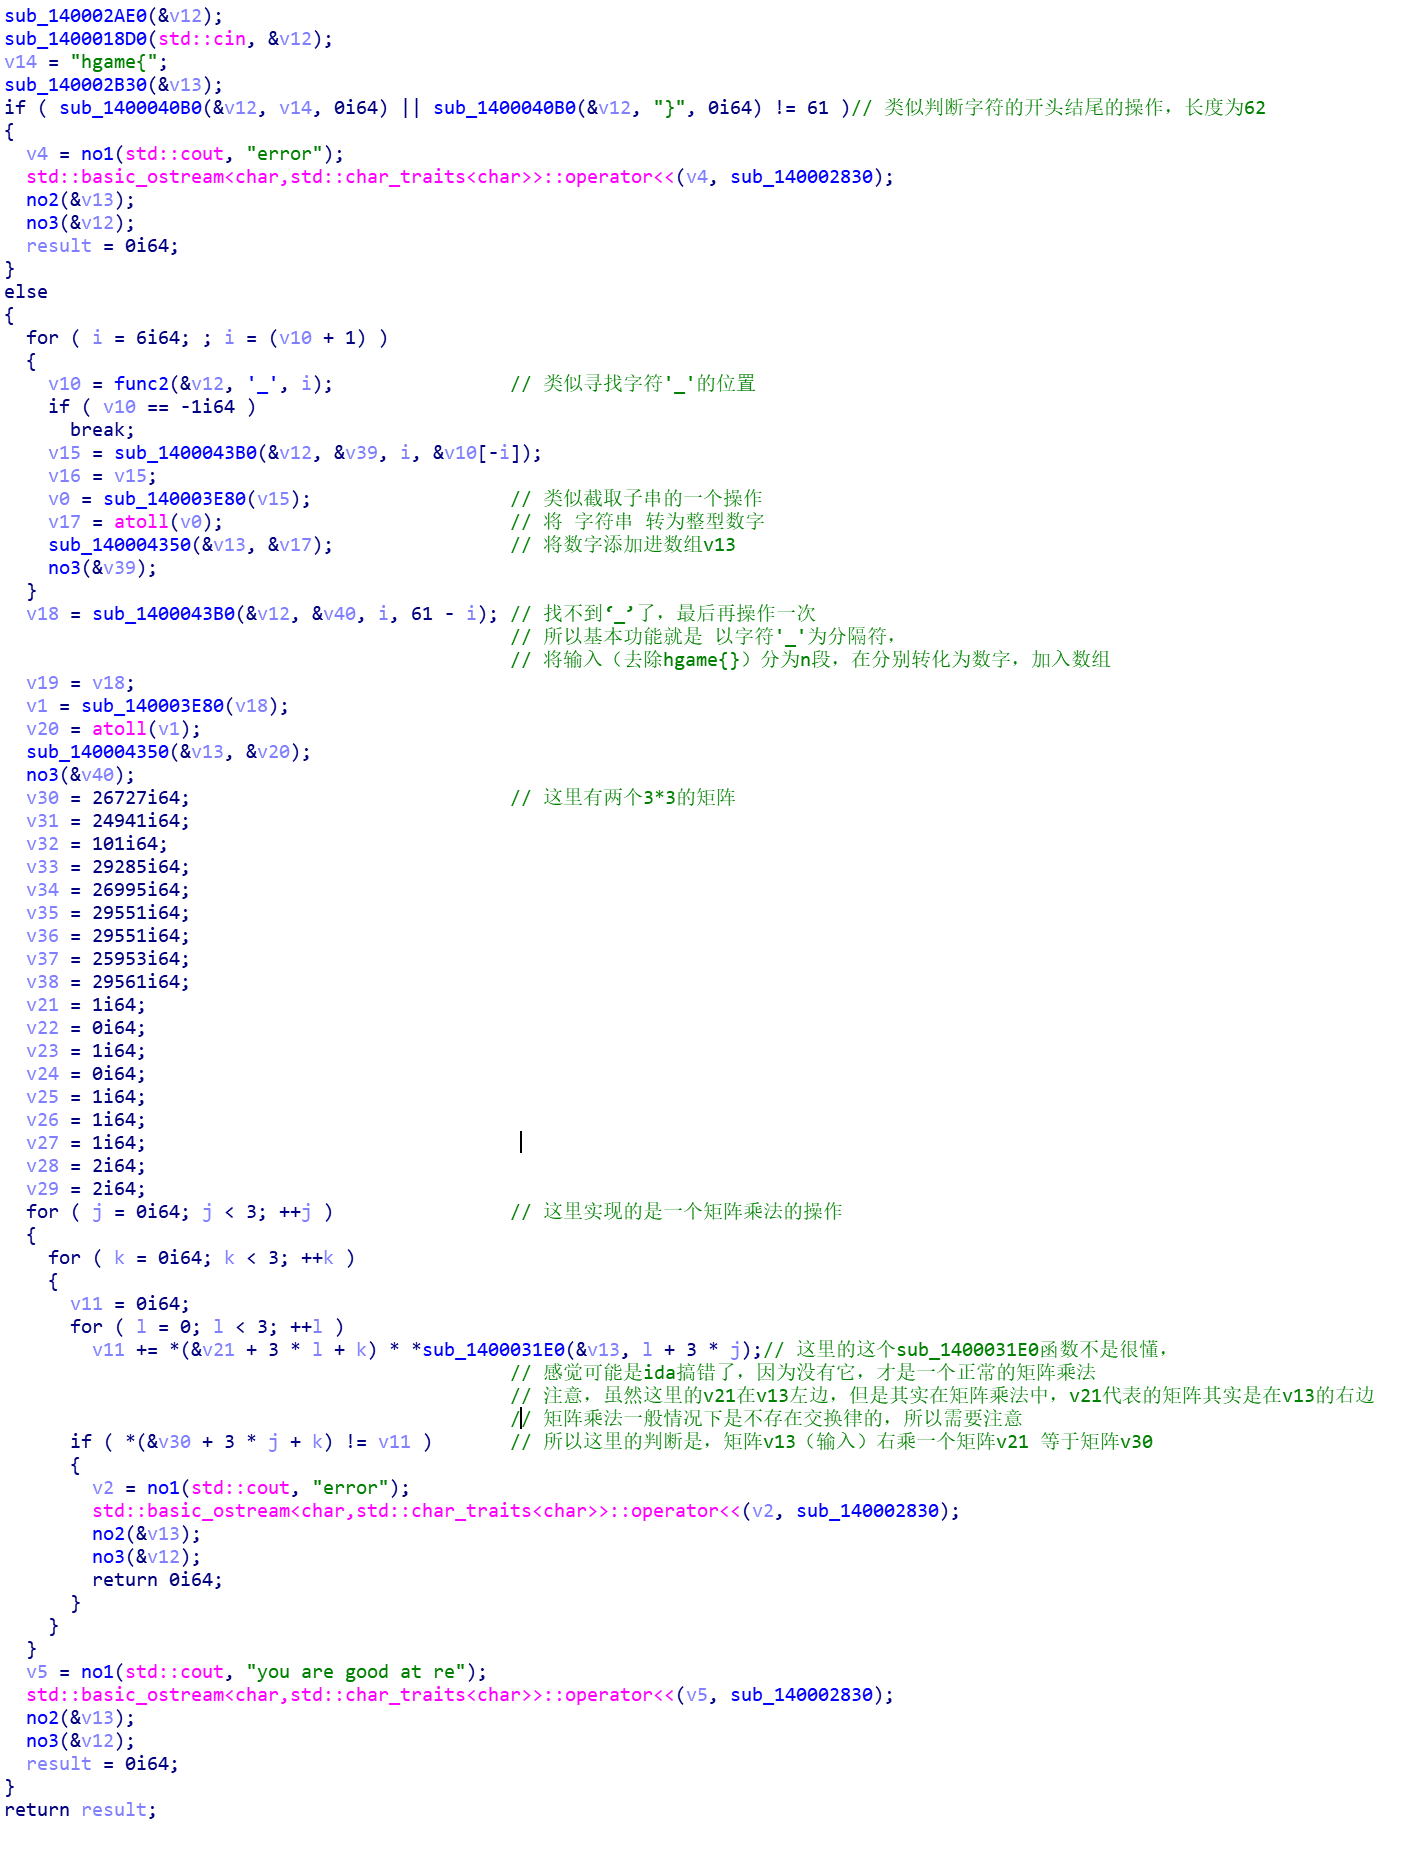 sub_140002AE0(&v12);
sub_1400018D0(std::cin, &v12);
v14 = "hgame{";
sub_140002B30(&v13);
if ( sub_1400040B0(&v12, v14, 0i64) || sub_1400040B0(&v12, "}", 0i64) != 61 )// 类似判断字符的开头结尾的操作，长度为62
{
  v4 = no1(std::cout, "error");
  std::basic_ostream<char,std::char_traits<char>>::operator<<(v4, sub_140002830);
  no2(&v13);
  no3(&v12);
  result = 0i64;
}
else
{
  for ( i = 6i64; ; i = (v10 + 1) )
  {
    v10 = func2(&v12, '_', i);                // 类似寻找字符'_'的位置
    if ( v10 == -1i64 )
      break;
    v15 = sub_1400043B0(&v12, &v39, i, &v10[-i]);
    v16 = v15;
    v0 = sub_140003E80(v15);                  // 类似截取子串的一个操作
    v17 = atoll(v0);                          // 将 字符串 转为整型数字
    sub_140004350(&v13, &v17);                // 将数字添加进数组v13
    no3(&v39);
  }
  v18 = sub_1400043B0(&v12, &v40, i, 61 - i); // 找不到‘_’了，最后再操作一次
                                              // 所以基本功能就是 以字符'_'为分隔符，
                                              // 将输入（去除hgame{}）分为n段，在分别转化为数字，加入数组
  v19 = v18;
  v1 = sub_140003E80(v18);
  v20 = atoll(v1);
  sub_140004350(&v13, &v20);
  no3(&v40);
  v30 = 26727i64;                             // 这里有两个3*3的矩阵
  v31 = 24941i64;
  v32 = 101i64;
  v33 = 29285i64;
  v34 = 26995i64;
  v35 = 29551i64;
  v36 = 29551i64;
  v37 = 25953i64;
  v38 = 29561i64;
  v21 = 1i64;
  v22 = 0i64;
  v23 = 1i64;
  v24 = 0i64;
  v25 = 1i64;
  v26 = 1i64;
  v27 = 1i64;
  v28 = 2i64;
  v29 = 2i64;
  for ( j = 0i64; j < 3; ++j )                // 这里实现的是一个矩阵乘法的操作
  {
    for ( k = 0i64; k < 3; ++k )
    {
      v11 = 0i64;
      for ( l = 0; l < 3; ++l )
        v11 += *(&v21 + 3 * l + k) * *sub_1400031E0(&v13, l + 3 * j);// 这里的这个sub_1400031E0函数不是很懂，
                                              // 感觉可能是ida搞错了，因为没有它，才是一个正常的矩阵乘法
                                              // 注意，虽然这里的v21在v13左边，但是其实在矩阵乘法中，v21代表的矩阵其实是在v13的右边
                                              // 矩阵乘法一般情况下是不存在交换律的，所以需要注意
      if ( *(&v30 + 3 * j + k) != v11 )       // 所以这里的判断是，矩阵v13（输入）右乘一个矩阵v21 等于矩阵v30
      {
        v2 = no1(std::cout, "error");
        std::basic_ostream<char,std::char_traits<char>>::operator<<(v2, sub_140002830);
        no2(&v13);
        no3(&v12);
        return 0i64;
      }
    }
  }
  v5 = no1(std::cout, "you are good at re");
  std::basic_ostream<char,std::char_traits<char>>::operator<<(v5, sub_140002830);
  no2(&v13);
  no3(&v12);
  result = 0i64;
}
return result;